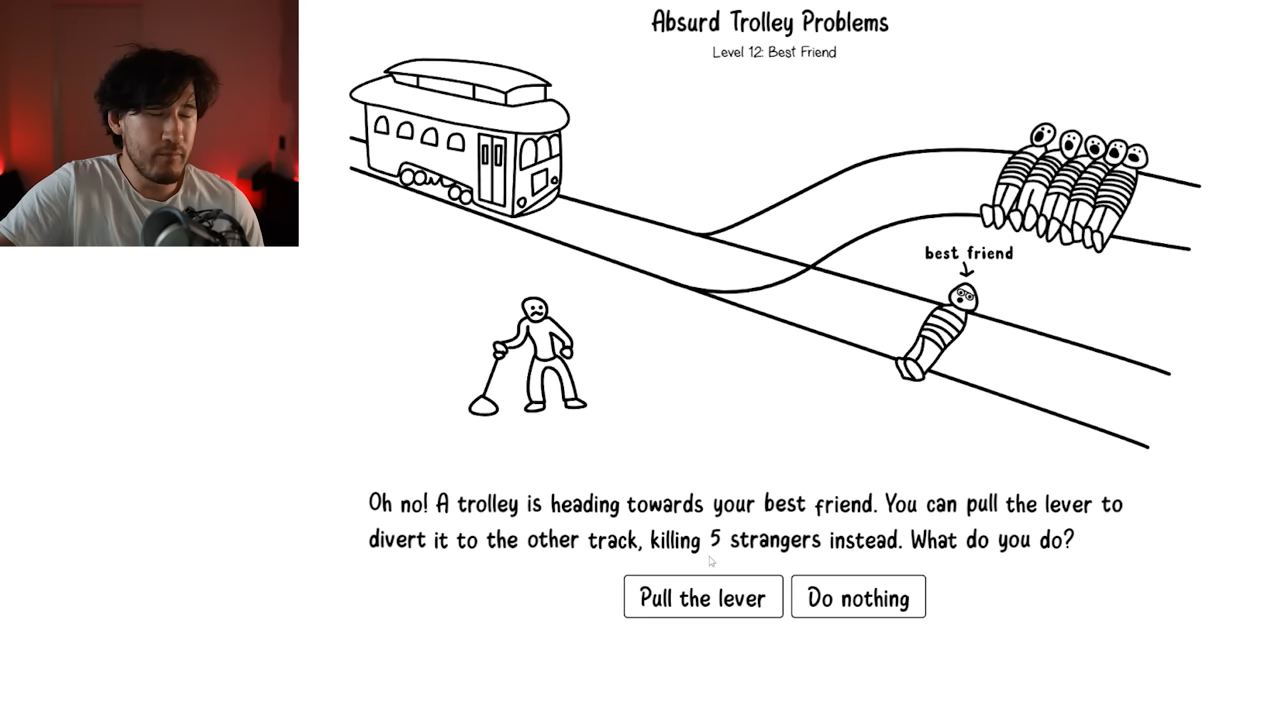 Absurd Trolley Problems
Level 12: Best Friend
best friend
Oh no! A trolley is heading towards your best friend. You can pull the lever to
divert it to the other track, killing 5 strangers instead. What do you do?
Pull the lever
Do nothing